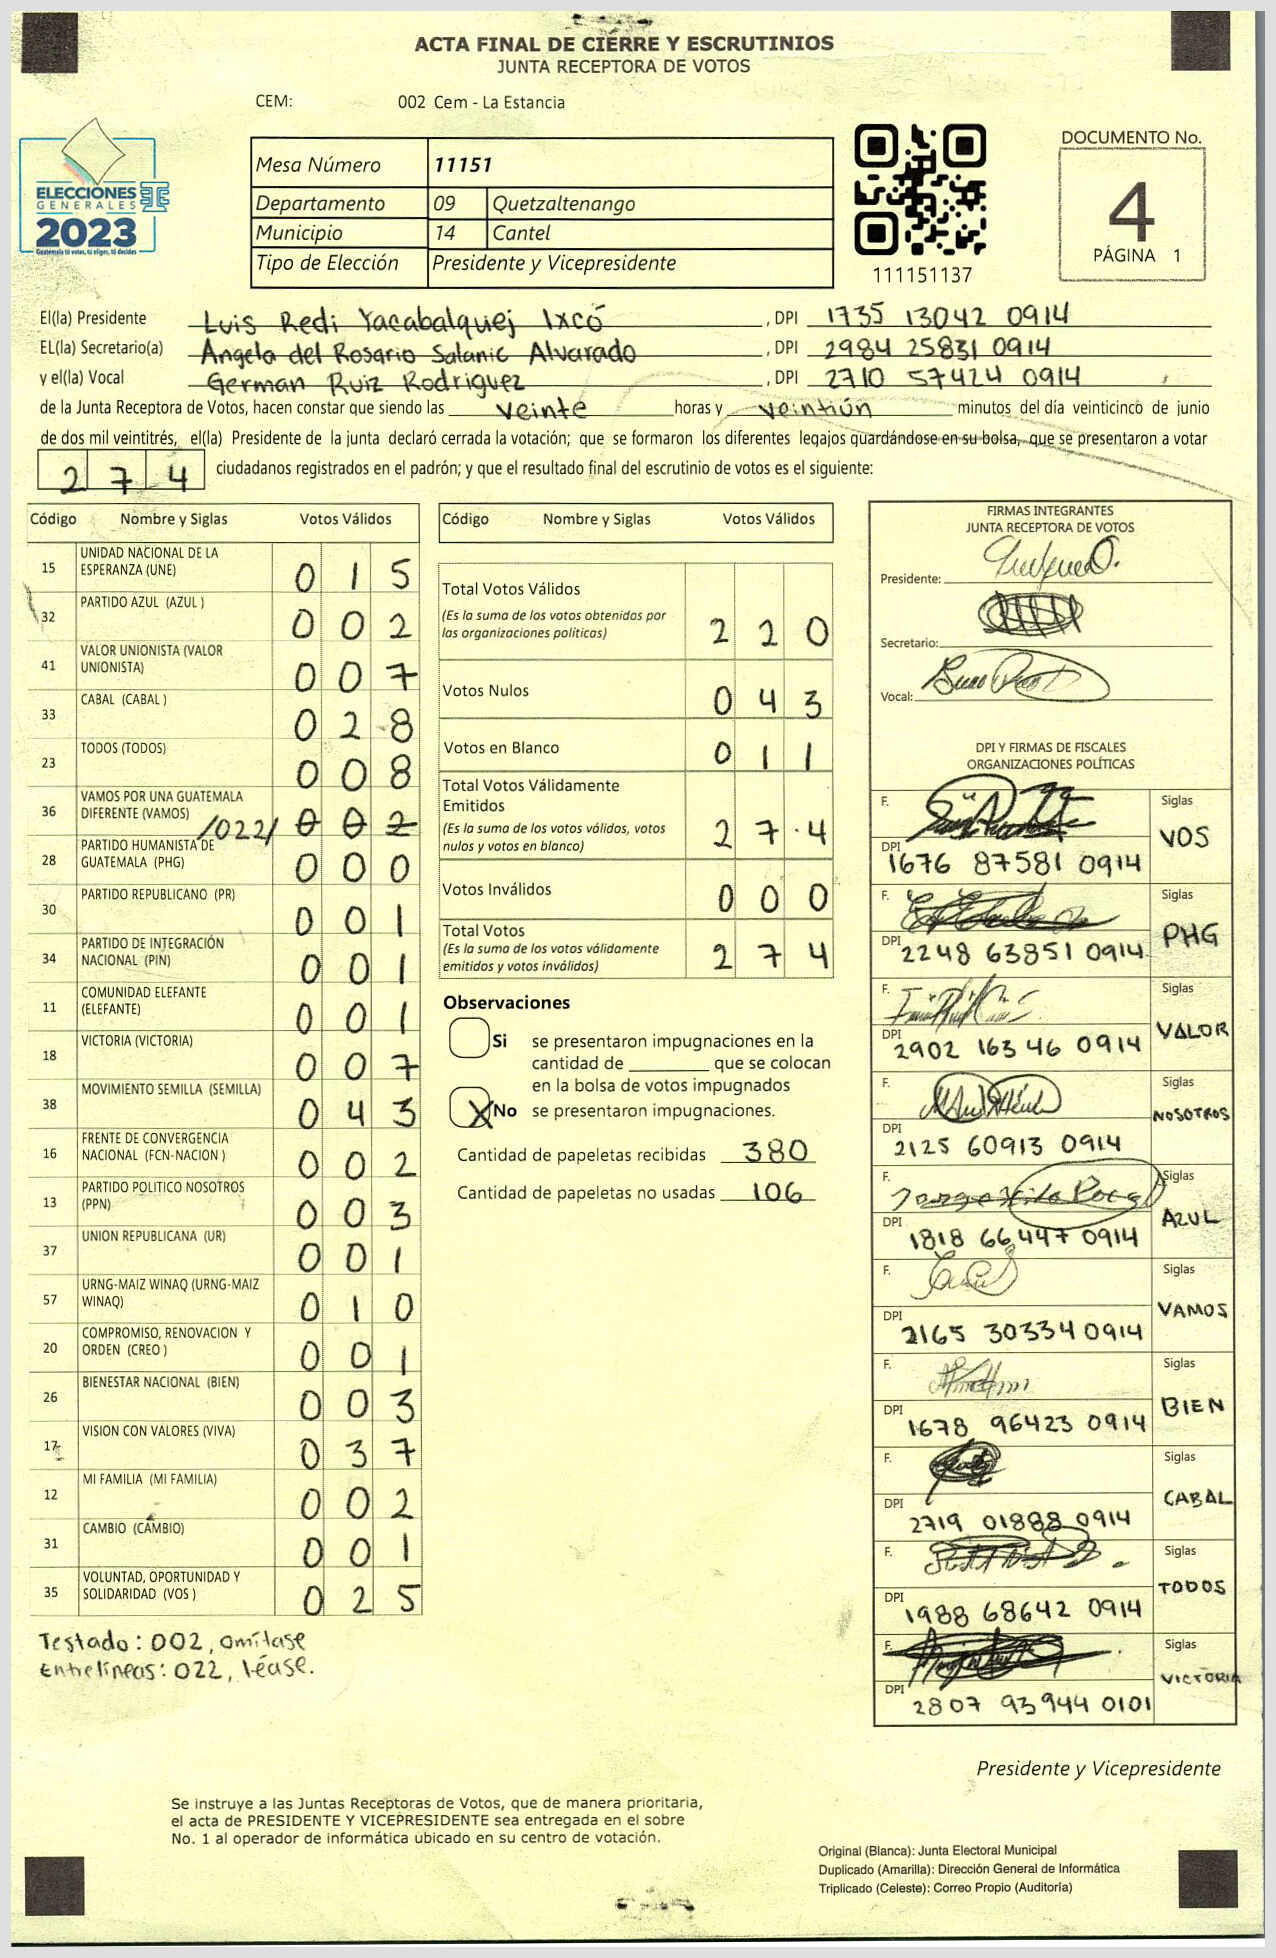 ACTA FINAL DE CIERRE Y ESCRUTINIOS
JUNTA RECEPTORA DE VOTOS
CEM: 002 Cem - La Estancia
ELECCIONES
GENERALES
2023
Guatemala tú votas, tú eliges, tú decides
Mesa Número 11151
Departamento 09 Quetzaltenango
Municipio 14 Cantel
Tipo de Elección Presidente y Vicepresidente
111151137
DOCUMENTO No.
4
PÁGINA 1
El(la) Presidente Luis Redi Yacabalquej Ixcó, DPI 1735 13042 0914
EL(la) Secretario(a) Angela del Rosario Salanic Alvarado, DPI 2984 25831 0914
y el(la) Vocal German Ruiz Rodriguez, DPI 2710 57424 0914
de la Junta Receptora de Votos, hacen constar que siendo las veinte horas y veintiún minutos del día veinticinco de junio
de dos mil veintitrés, el(la) Presidente de la junta declaró cerrada la votación; que se formaron los diferentes legajos guardándose en su bolsa, que se presentaron a votar
274 ciudadanos registrados en el padrón; y que el resultado final del escrutinio de votos es el siguiente:
Código Nombre y Siglas Votos Válidos
15 UNIDAD NACIONAL DE LA ESPERANZA (UNE) 0 1 5
32 PARTIDO AZUL (AZUL ) 0 0 2
41 VALOR UNIONISTA (VALOR UNIONISTA) 0 0 7
33 CABAL (CABAL ) 0 2 8
23 TODOS (TODOS) 0 0 8
36 VAMOS POR UNA GUATEMALA DIFERENTE (VAMOS) /022/ 0 0 2
28 PARTIDO HUMANISTA DE GUATEMALA (PHG) 0 0 0
30 PARTIDO REPUBLICANO (PR) 0 0 1
34 PARTIDO DE INTEGRACIÓN NACIONAL (PIN) 0 0 1
11 COMUNIDAD ELEFANTE (ELEFANTE) 0 0 1
18 VICTORIA (VICTORIA) 0 0 7
38 MOVIMIENTO SEMILLA (SEMILLA) 0 4 3
16 FRENTE DE CONVERGENCIA NACIONAL (FCN-NACION ) 0 0 2
13 PARTIDO POLITICO NOSOTROS (PPN) 0 0 3
37 UNION REPUBLICANA (UR) 0 0 1
57 URNG-MAIZ WINAQ (URNG-MAIZ WINAQ) 0 1 0
20 COMPROMISO, RENOVACION Y ORDEN (CREO ) 0 0 1
26 BIENESTAR NACIONAL (BIEN) 0 0 3
17 VISION CON VALORES (VIVA) 0 3 7
12 MI FAMILIA (MI FAMILIA) 0 0 2
31 CAMBIO (CAMBIO) 0 0 1
35 VOLUNTAD, OPORTUNIDAD Y SOLIDARIDAD (VOS ) 0 2 5
Testado: 002, omítase
Entrelíneas: 022, léase.
Código Nombre y Siglas Votos Válidos
Total Votos Válidos
(Es la suma de los votos obtenidos por
las organizaciones políticas) 2 2 0
Votos Nulos 0 4 3
Votos en Blanco 0 1 1
Total Votos Válidamente
Emitidos
(Es la suma de los votos válidos, votos
nulos y votos en blanco) 2 7 4
Votos Inválidos 0 0 0
Total Votos
(Es la suma de los votos válidamente
emitidos y votos inválidos) 2 7 4
Observaciones
Si se presentaron impugnaciones en la
cantidad de ________ que se colocan
en la bolsa de votos impugnados
X No se presentaron impugnaciones.
Cantidad de papeletas recibidas 380
Cantidad de papeletas no usadas 106
FIRMAS INTEGRANTES
JUNTA RECEPTORA DE VOTOS
Presidente:
Secretario:
Vocal:
DPI Y FIRMAS DE FISCALES
ORGANIZACIONES POLÍTICAS
F. Siglas VOS
DPI 1676 87581 0914
F. Siglas PHG
DPI 2248 63851 0914
F. Siglas VALOR
DPI 2902 16346 0914
F. Siglas NOSOTROS
DPI 2125 60913 0914
F. Siglas AZUL
DPI 1818 66447 0914
F. Siglas VAMOS
DPI 2165 30334 0914
F. Siglas BIEN
DPI 1678 96423 0914
F. Siglas CABAL
DPI 2719 01888 0914
F. Siglas TODOS
DPI 1988 68642 0914
F. Siglas VICTORIA
DPI 2807 93944 0101
Presidente y Vicepresidente
Se instruye a las Juntas Receptoras de Votos, que de manera prioritaria,
el acta de PRESIDENTE Y VICEPRESIDENTE sea entregada en el sobre
No. 1 al operador de informática ubicado en su centro de votación.
Original (Blanca): Junta Electoral Municipal
Duplicado (Amarilla): Dirección General de Informática
Triplicado (Celeste): Correo Propio (Auditoría)